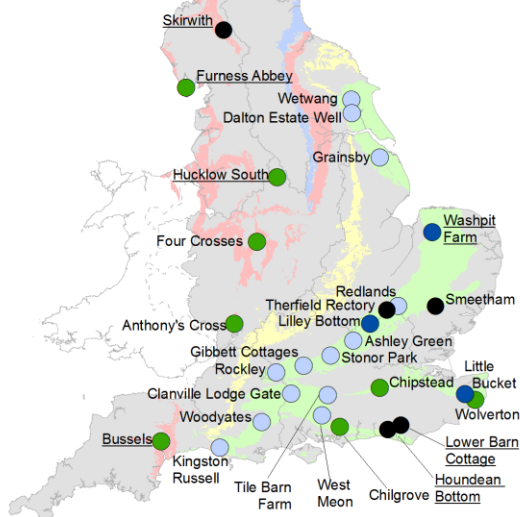 Skirwith
Furness Abbey
Wetwang
Dalton Estate Well
Grainsby
Hucklow South
Washpit
Farm
Four Crosses
Redlands
Therfield Rectory
Smeetham
Anthony's Cross
Lilley Bottom
Ashley Green
Gibbett Cottages
Stonor Park
Rockley
Little
Bucket
Chipstead
Clanville Lodge Gate
Wolverton
Woodyates
Bussels
Lower Barn
Cottage
Kingston
Russell
Houndean
Bottom
Tile Barn
Farm
West
Meon
Chilgrove